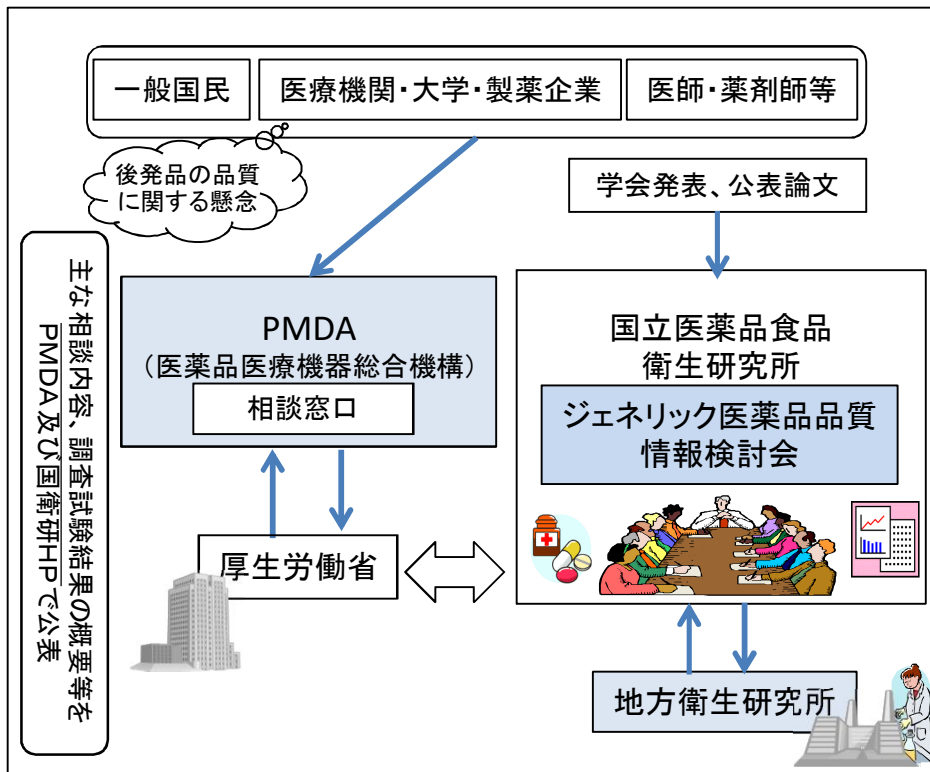 一般国民
医療機関・大学・製薬企業
医師・薬剤師等
後発品の品質
に関する懸念
学会発表、公表論文
主な相談内容、調査試験結果の概要等を
PMDA及び国衛研HPで公表
PMDA
（医薬品医療機器総合機構）
相談窓口
国立医薬品食品
衛生研究所
ジェネリック医薬品品質
情報検討会
厚生労働省
地方衛生研究所